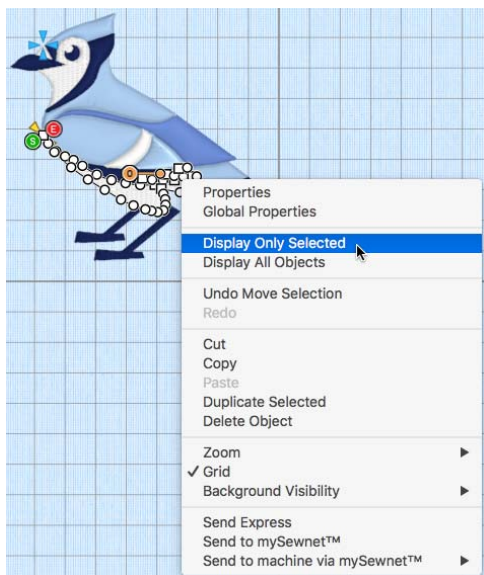 E
S
O
Properties
Global Properties
Display Only Selected
Display All Objects
Undo Move Selection
Redo
Cut
Copy
Paste
Duplicate Selected
Delete Object
Zoom
Grid
Background Visibility
Send Express
Send to mySewnet™
Send to machine via mySewnet™